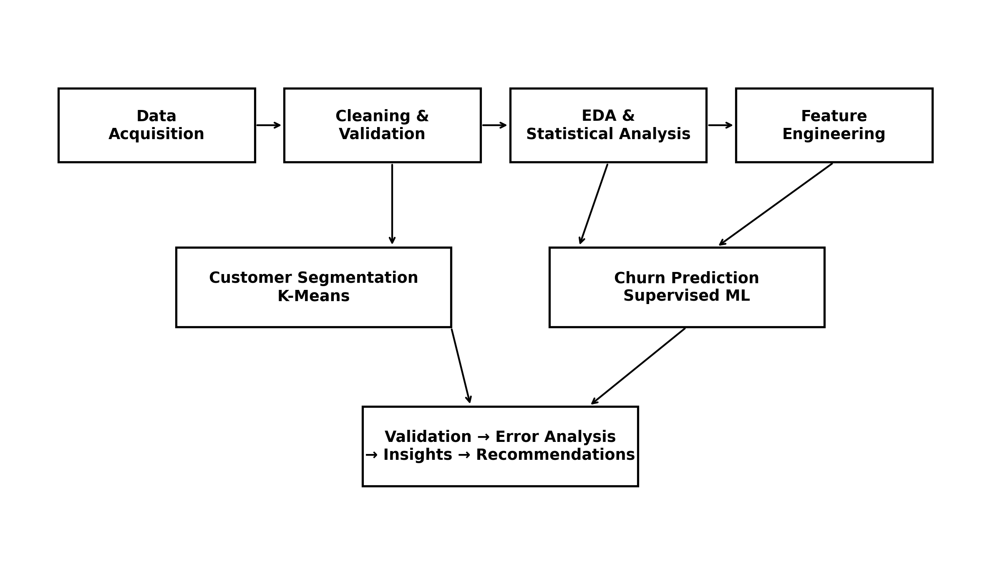 Data
Acquisition
Cleaning &
Validation
EDA &
Statistical Analysis
Feature
Engineering
Customer Segmentation
K-Means
Churn Prediction
Supervised ML
Validation → Error Analysis
→ Insights → Recommendations